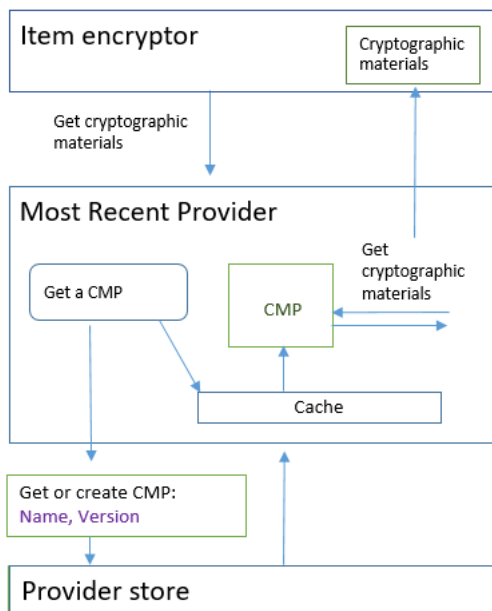 Item encryptor
Cryptographic
materials
Get cryptographic
materials
Most Recent Provider
Get
cryptographic
materials
Get a CMP
CMP
Cache
Get or create CMP:
Name, Version
Provider store